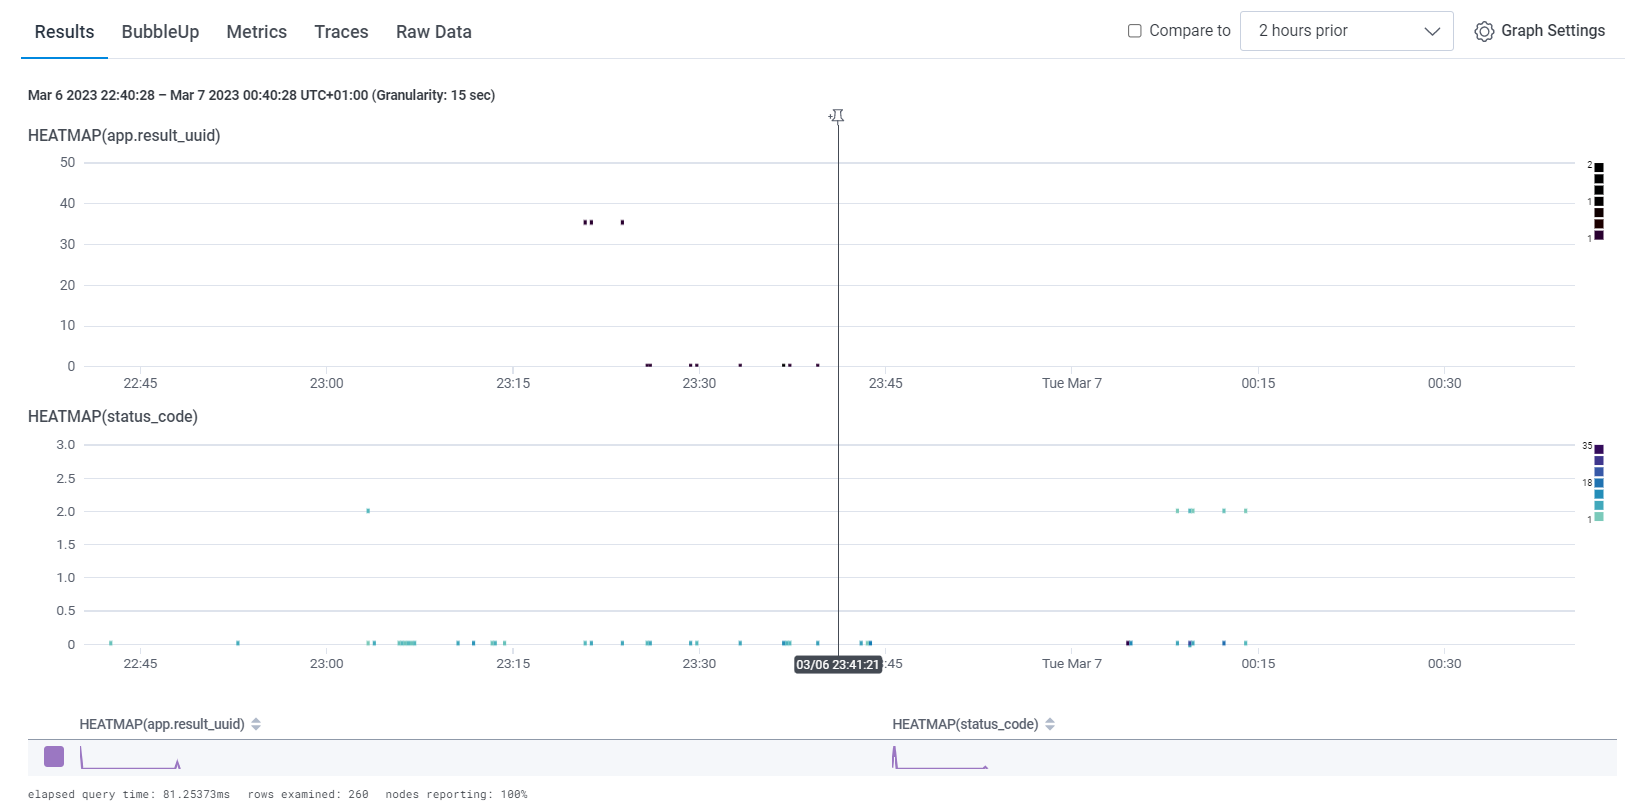 Results BubbleUp Metrics Traces Raw Data Compare to 2 hours prior Graph Settings
Mar 6 2023 22:40:28 – Mar 7 2023 00:40:28 UTC+01:00 (Granularity: 15 sec)
HEATMAP(app.result_uuid)
50
40
30
20
10
0
2
1
1
22:45 23:00 23:15 23:30 23:45 Tue Mar 7 00:15 00:30
HEATMAP(status_code)
3.0
2.5
2.0
1.5
1.0
0.5
0
35
18
1
22:45 23:00 23:15 23:30 03/06 23:41:21 :45 Tue Mar 7 00:15 00:30
HEATMAP(app.result_uuid) HEATMAP(status_code)
elapsed query time: 81.25373ms rows examined: 260 nodes reporting: 100%